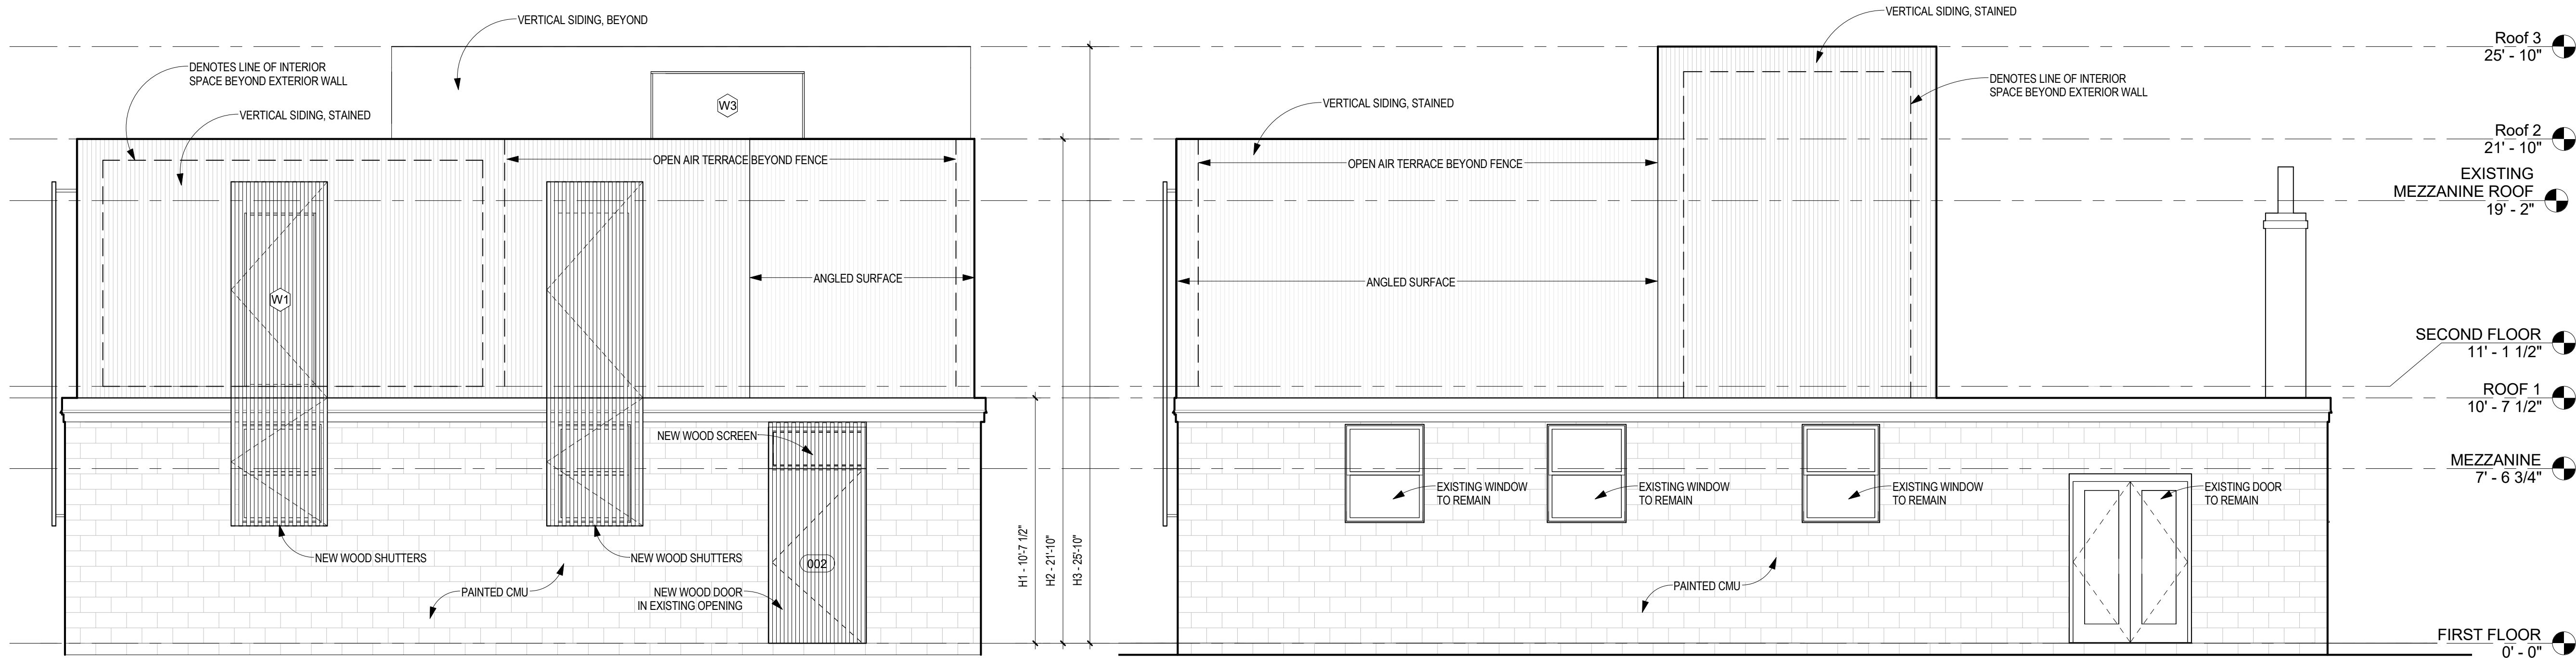 VERTICAL SIDING, BEYOND
DENOTES LINE OF INTERIOR
SPACE BEYOND EXTERIOR WALL
VERTICAL SIDING, STAINED
W3
OPEN AIR TERRACE BEYOND FENCE
ANGLED SURFACE
W1
NEW WOOD SCREEN
NEW WOOD SHUTTERS
NEW WOOD SHUTTERS
002
PAINTED CMU
NEW WOOD DOOR
IN EXISTING OPENING
H1 - 10'-7 1/2"
H2 - 21'-10"
H3 - 25'-10"
VERTICAL SIDING, STAINED
DENOTES LINE OF INTERIOR
SPACE BEYOND EXTERIOR WALL
VERTICAL SIDING, STAINED
OPEN AIR TERRACE BEYOND FENCE
ANGLED SURFACE
EXISTING WINDOW
TO REMAIN
EXISTING WINDOW
TO REMAIN
EXISTING WINDOW
TO REMAIN
EXISTING DOOR
TO REMAIN
PAINTED CMU
Roof 3
25' - 10"
Roof 2
21' - 10"
EXISTING
MEZZANINE ROOF
19' - 2"
SECOND FLOOR
11' - 1 1/2"
ROOF 1
10' - 7 1/2"
MEZZANINE
7' - 6 3/4"
FIRST FLOOR
0' - 0"